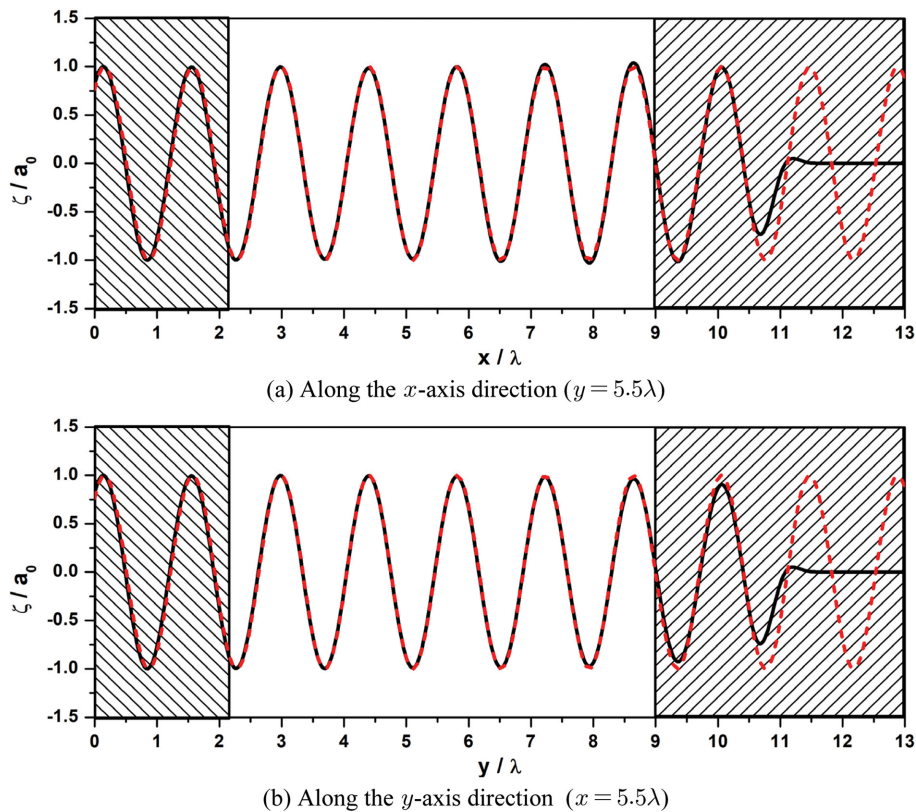 1.5
1.0
0.5
0.0
-0.5
-1.0
-1.5
ζ / a₀
0 1 2 3 4 5 6 7 8 9 10 11 12 13
x / λ
(a) Along the x-axis direction (y = 5.5λ)
1.5
1.0
0.5
0.0
-0.5
-1.0
-1.5
ζ / a₀
0 1 2 3 4 5 6 7 8 9 10 11 12 13
y / λ
(b) Along the y-axis direction (x = 5.5λ)